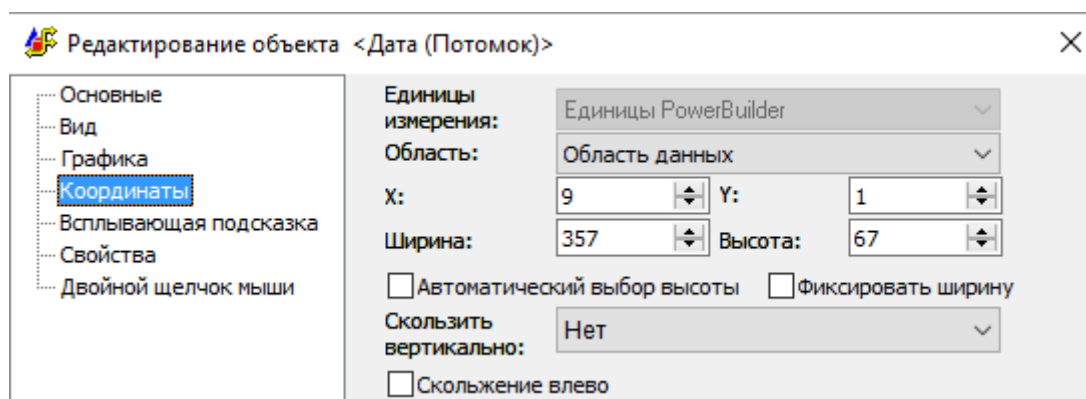 Редактирование объекта <Дата (Потомок)>
Основные
Вид
Графика
Координаты
Всплывающая подсказка
Свойства
Двойной щелчок мыши
Единицы
измерения:
Единицы PowerBuilder
Область:
Область данных
X: 9 Y: 1
Ширина: 357 Высота: 67
Автоматический выбор высоты Фиксировать ширину
Скользить
вертикально:
Нет
Скольжение влево